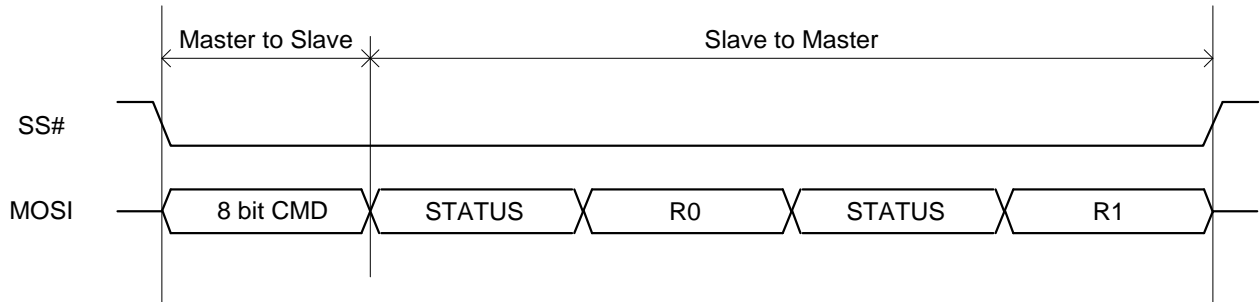 Master to Slave Slave to Master
SS#
MOSI 8 bit CMD STATUS R0 STATUS R1